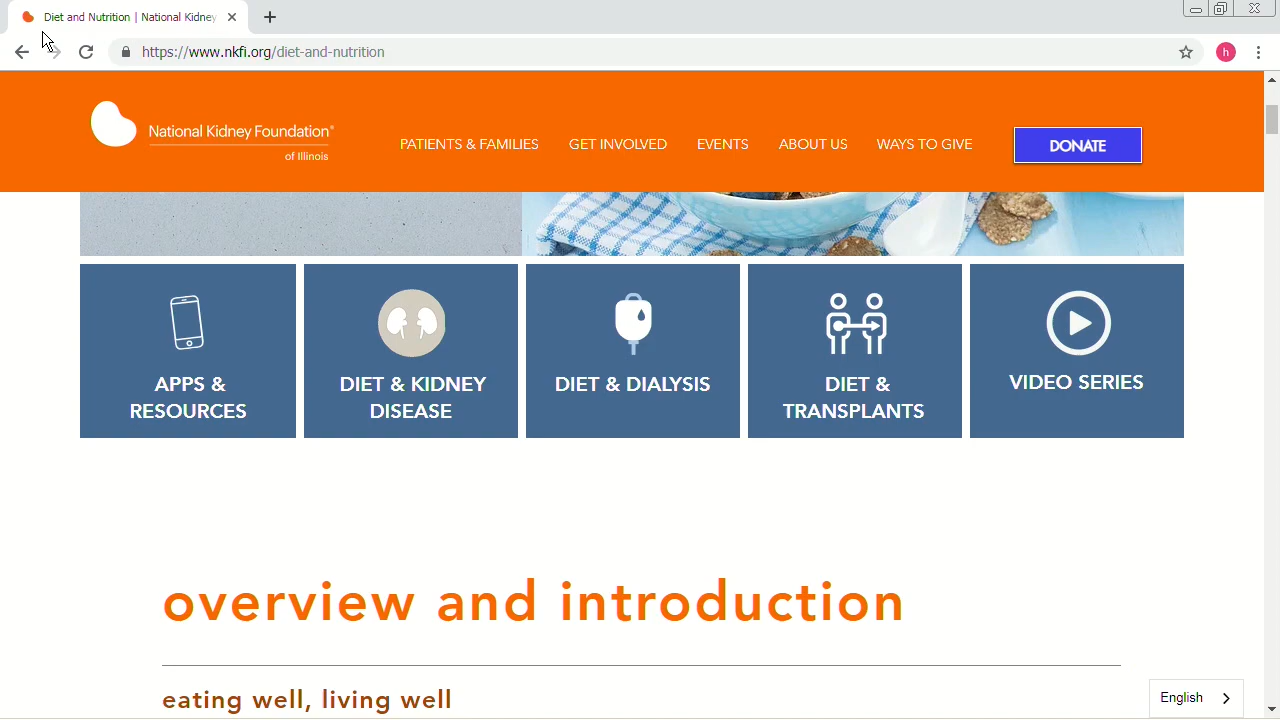 Diet and Nutrition | National Kidney
https://www.nkfi.org/diet-and-nutrition
h
National Kidney Foundation®
of Illinois
PATIENTS & FAMILIES
GET INVOLVED
EVENTS
ABOUT US
WAYS TO GIVE
DONATE
APPS &
RESOURCES
DIET & KIDNEY
DISEASE
DIET & DIALYSIS
DIET &
TRANSPLANTS
VIDEO SERIES
overview and introduction
eating well, living well
English